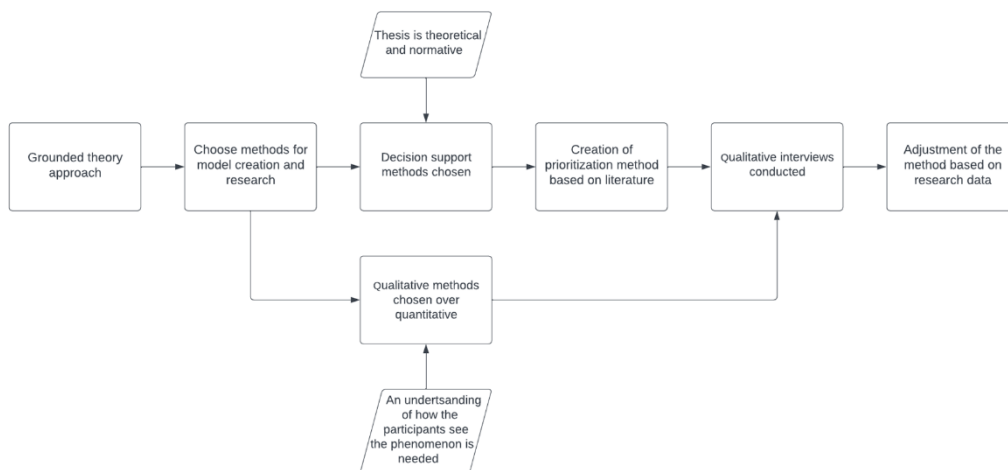 Thesis is theoretical
and normative
Grounded theory
approach
Choose methods for
model creation and
research
Decision support
methods chosen
Creation of
prioritization method
based on literature
Qualitative interviews
conducted
Adjustment of the
method based on
research data
Qualitative methods
chosen over
quantitative
An undertsanding
of how the
participants see
the phenomenon is
needed